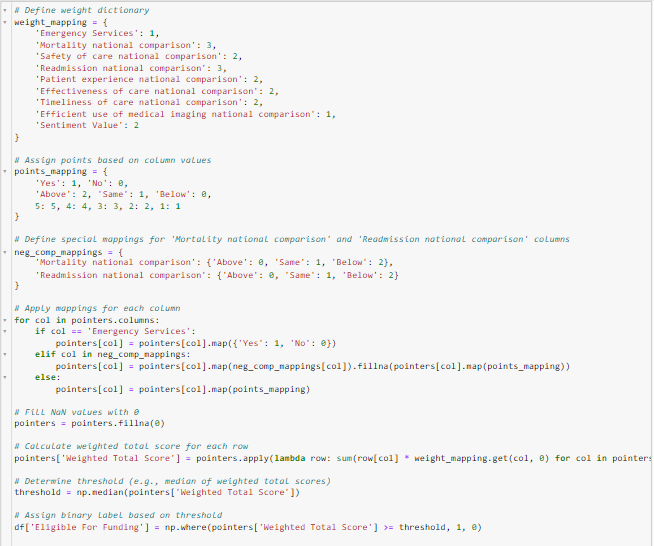 # Define weight dictionary
weight_mapping = {
    'Emergency Services': 1,
    'Mortality national comparison': 3,
    'Safety of care national comparison': 2,
    'Readmission national comparison': 3,
    'Patient experience national comparison': 2,
    'Effectiveness of care national comparison': 2,
    'Timeliness of care national comparison': 2,
    'Efficient use of medical imaging national comparison': 1,
    'Sentiment Value': 2
}
# Assign points based on column values
points_mapping = {
    'Yes': 1, 'No': 0,
    'Above': 2, 'Same': 1, 'Below': 0,
    5: 5, 4: 4, 3: 3, 2: 2, 1: 1
}
# Define special mappings for 'Mortality national comparison' and 'Readmission national comparison' columns
neg_comp_mappings = {
    'Mortality national comparison': {'Above': 0, 'Same': 1, 'Below': 2},
    'Readmission national comparison': {'Above': 0, 'Same': 1, 'Below': 2}
}
# Apply mappings for each column
for col in pointers.columns:
    if col == 'Emergency Services':
        pointers[col] = pointers[col].map({'Yes': 1, 'No': 0})
    elif col in neg_comp_mappings:
        pointers[col] = pointers[col].map(neg_comp_mappings[col]).fillna(pointers[col].map(points_mapping))
    else:
        pointers[col] = pointers[col].map(points_mapping)
# Fill NaN values with 0
pointers = pointers.fillna(0)
# Calculate weighted total score for each row
pointers['Weighted Total Score'] = pointers.apply(lambda row: sum(row[col] * weight_mapping.get(col, 0) for col in pointers
# Determine threshold (e.g., median of weighted total scores)
threshold = np.median(pointers['Weighted Total Score'])
# Assign binary label based on threshold
df['Eligible For Funding'] = np.where(pointers['Weighted Total Score'] >= threshold, 1, 0)